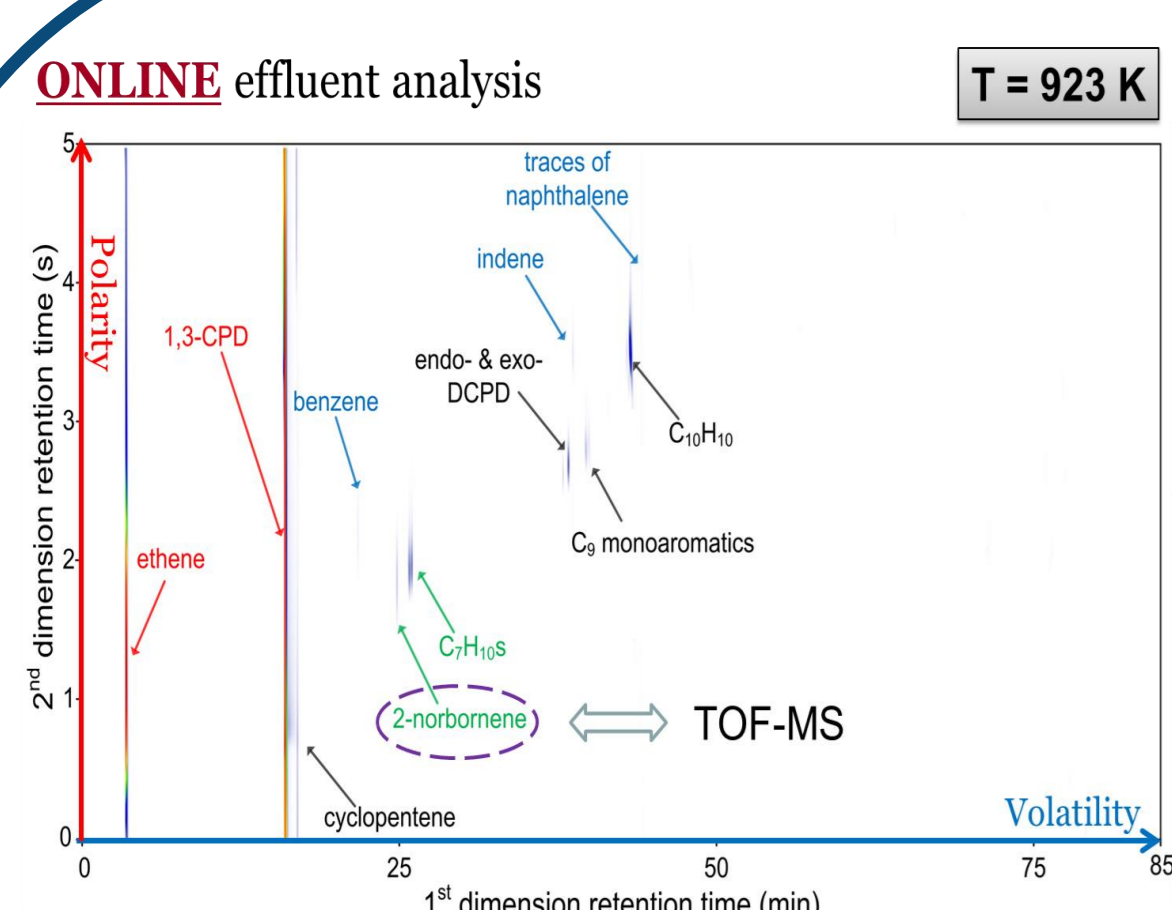 ONLINE effluent analysis
T = 923 K
5
4
3
2
1
0
2nd dimension retention time (s)
Polarity
traces of
naphthalene
indene
1,3-CPD
endo- & exo-
DCPD
benzene
C10H10
C9 monoaromatics
ethene
C7H10s
2-norbornene
TOF-MS
cyclopentene
Volatility
0
25
50
75
85
1st dimension retention time (min)